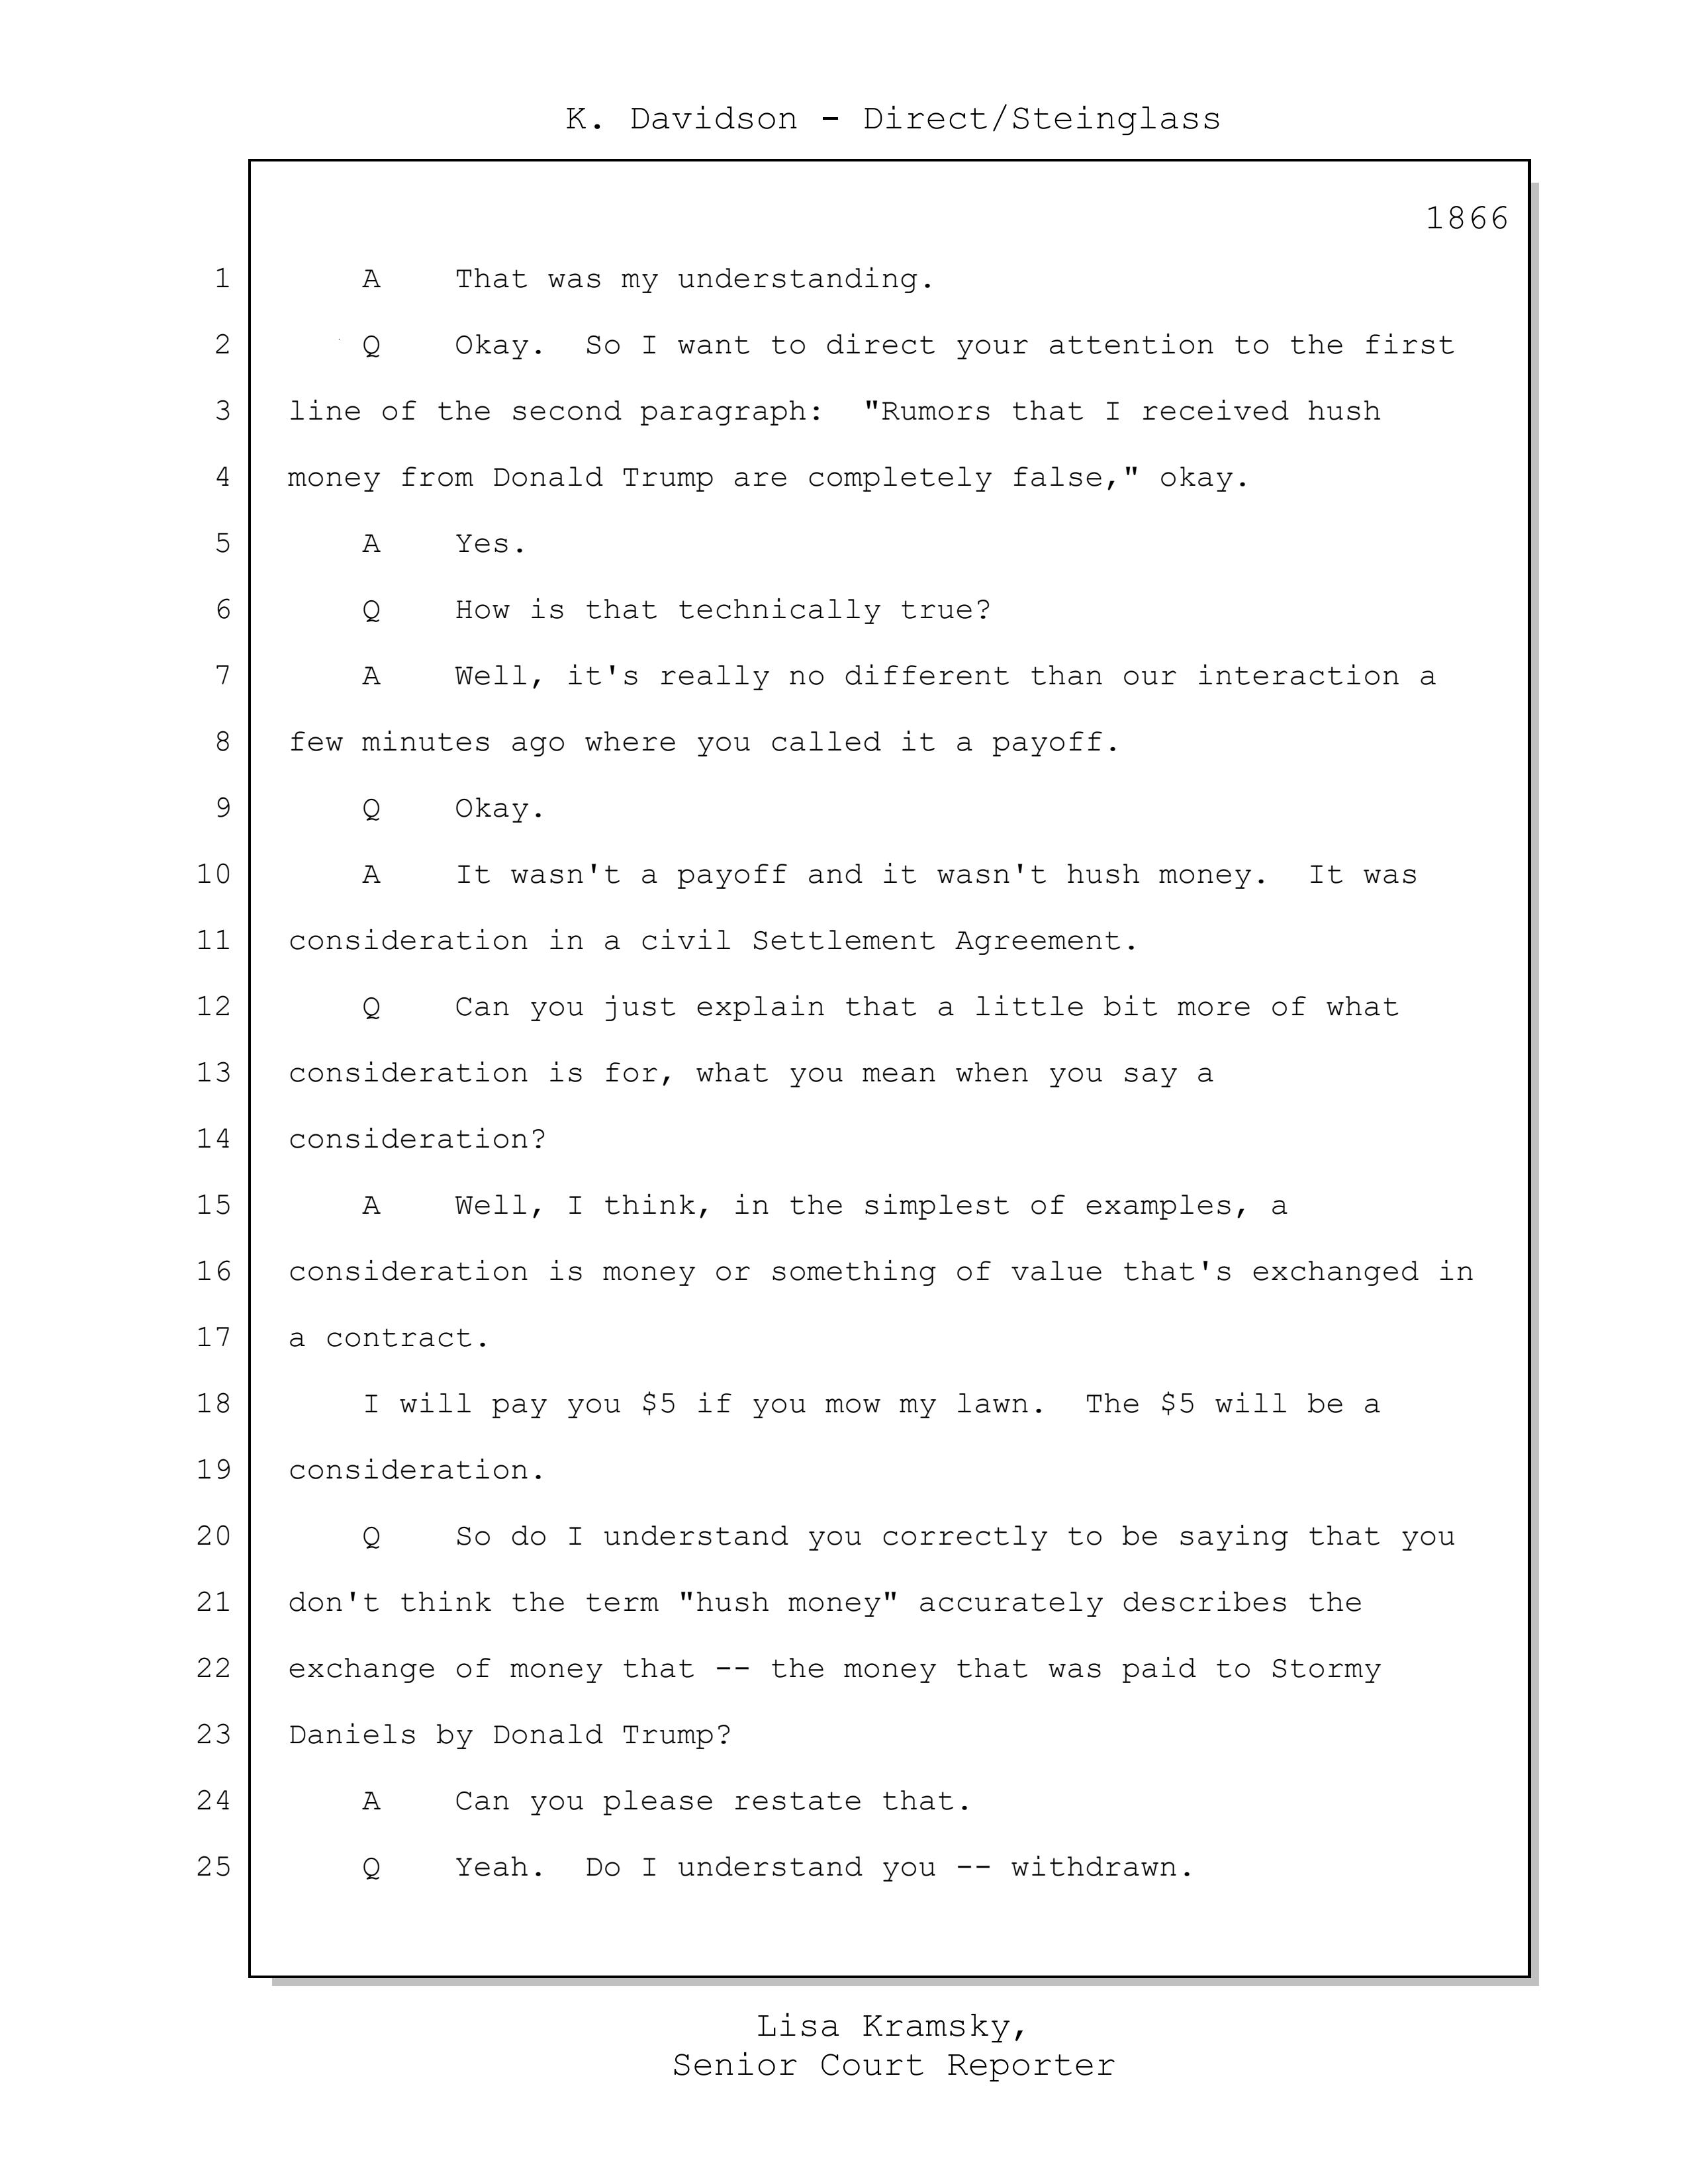 K. Davidson - Direct/Steinglass
1866
1 A That was my understanding.
2 Q Okay. So I want to direct your attention to the first
3 line of the second paragraph: "Rumors that I received hush
4 money from Donald Trump are completely false," okay.
5 A Yes.
6 Q How is that technically true?
7 A Well, it's really no different than our interaction a
8 few minutes ago where you called it a payoff.
9 Q Okay.
10 A It wasn't a payoff and it wasn't hush money. It was
11 consideration in a civil Settlement Agreement.
12 Q Can you just explain that a little bit more of what
13 consideration is for, what you mean when you say a
14 consideration?
15 A Well, I think, in the simplest of examples, a
16 consideration is money or something of value that's exchanged in
17 a contract.
18 I will pay you $5 if you mow my lawn. The $5 will be a
19 consideration.
20 Q So do I understand you correctly to be saying that you
21 don't think the term "hush money" accurately describes the
22 exchange of money that -- the money that was paid to Stormy
23 Daniels by Donald Trump?
24 A Can you please restate that.
25 Q Yeah. Do I understand you -- withdrawn.
Lisa Kramsky,
Senior Court Reporter